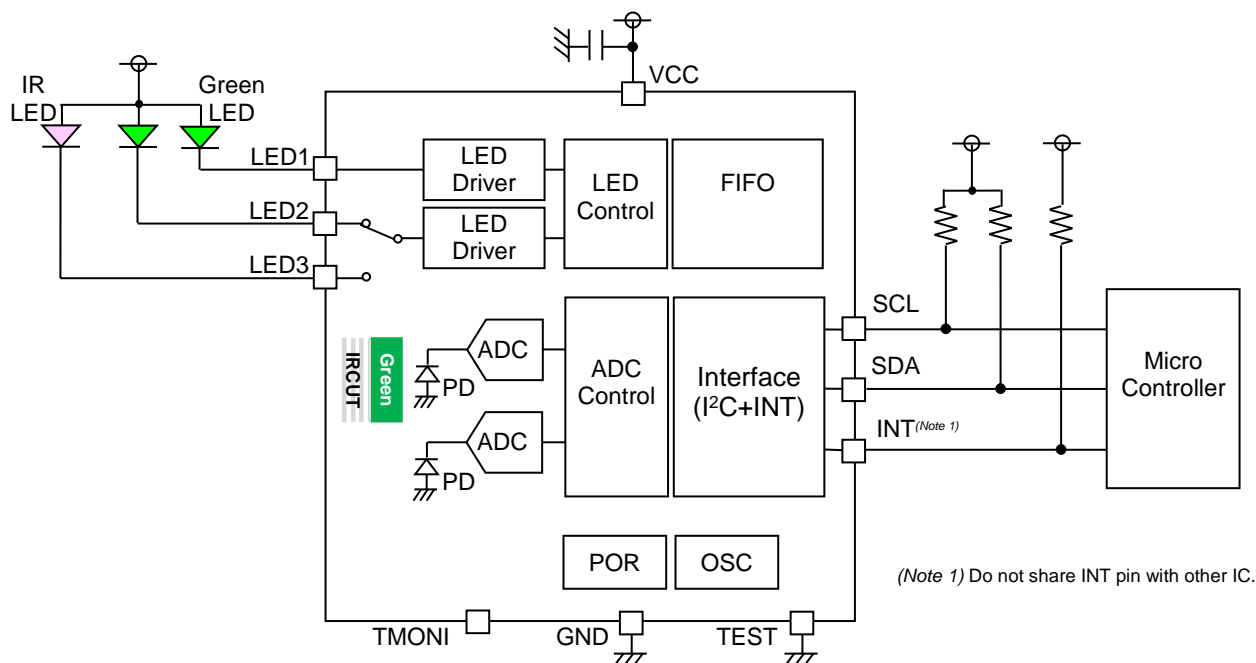 VCC
IR
LED
Green
LED
LED1
LED2
LED3
LED
Driver
LED
Driver
LED
Control
FIFO
IRCUT
Green
ADC
PD
ADC
PD
ADC
Control
Interface
(I²C+INT)
SCL
SDA
INT(Note 1)
Micro
Controller
POR
OSC
(Note 1) Do not share INT pin with other IC.
TMONI
GND
TEST